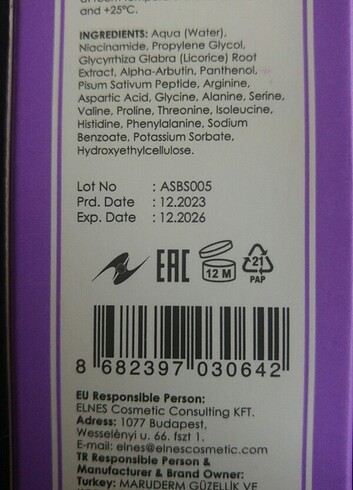 at room temperat
and +25°C.
INGREDIENTS: Aqua (Water),
Niacinamide, Propylene Glycol,
Glycyrrhiza Glabra (Licorice) Root
Extract, Alpha-Arbutin, Panthenol,
Pisum Sativum Peptide, Arginine,
Aspartic Acid, Glycine, Alanine, Serine,
Valine, Proline, Threonine, Isoleucine,
Histidine, Phenylalanine, Sodium
Benzoate, Potassium Sorbate,
Hydroxyethylcellulose.
Lot No : ASBS005
Prd. Date : 12.2023
Exp. Date : 12.2026
EAC 12 M 21
PAP
8 682397 030642
EU Responsible Person:
ELNES Cosmetic Consulting KFT.
Adress: 1077 Budapest,
Wesselényi u. 66. fszt 1.
E-mail: elnes@elnescosmetic.com
TR Responsible Person &
Manufacturer & Brand Owner:
Turkey: MARUDERM GÜZELLİK VE